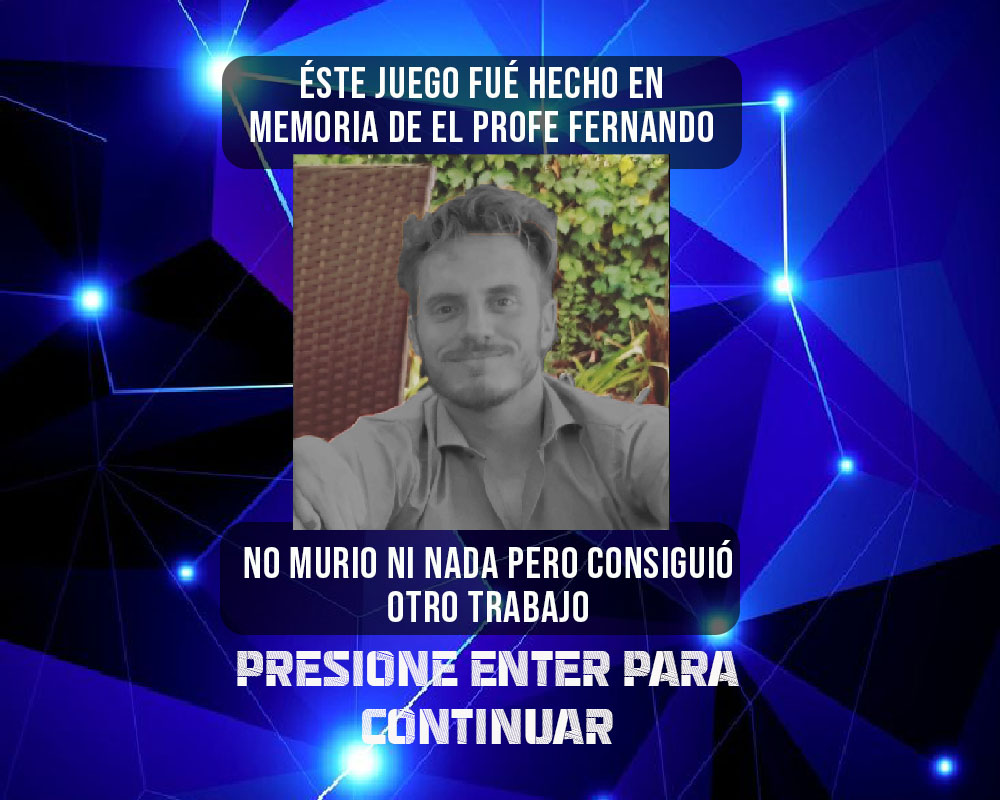 ÉSTE JUEGO FUÉ HECHO EN
MEMORIA DE EL PROFE FERNANDO
NO MURIO NI NADA PERO CONSIGUIÓ
OTRO TRABAJO
PRESIONE ENTER PARA
CONTINUAR